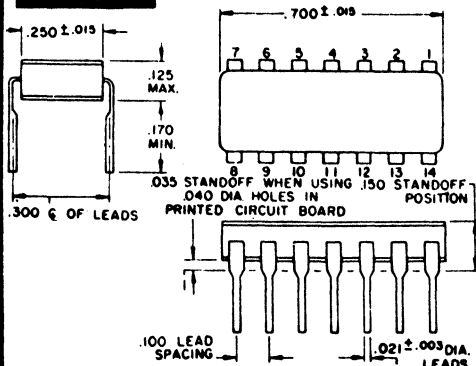 .250 ±.015
.700 ±.015
7 6 5 4 3 2 1
.125
MAX.
.170
MIN.
8 9 10 11 12 13 14
.300 ℄ OF LEADS
.035 STANDOFF WHEN USING
.040 DIA. HOLES IN
PRINTED CIRCUIT BOARD
.150 STANDOFF
POSITION
.100 LEAD
SPACING
.021±.003 DIA.
LEADS